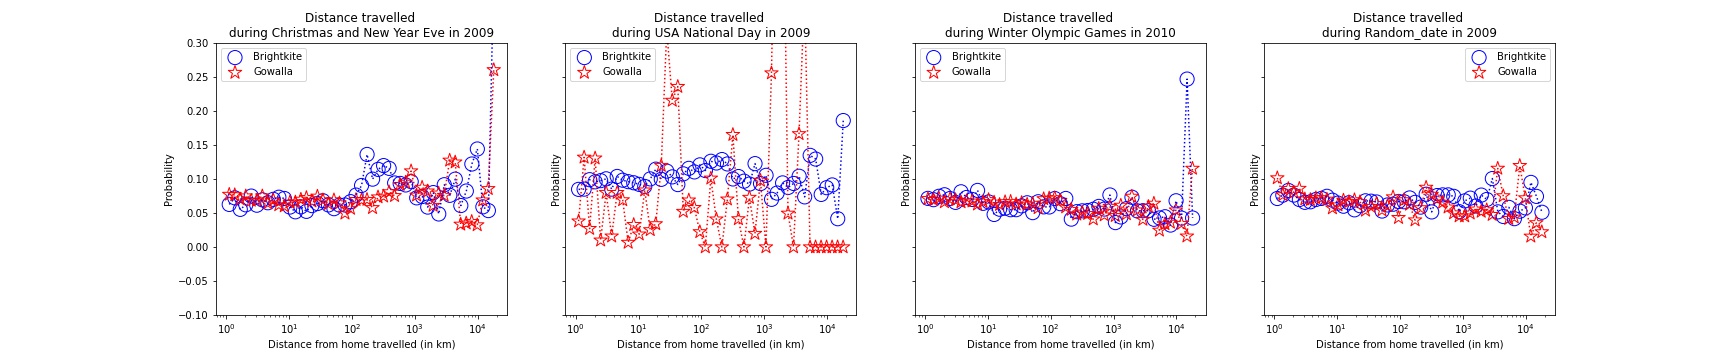 Distance travelled
during Christmas and New Year Eve in 2009
0.30
0.25
0.20
0.15
0.10
0.05
0.00
−0.05
−0.10
Probability
Brightkite
Gowalla
10⁰
10¹
10²
10³
10⁴
Distance from home travelled (in km)
Distance travelled
during USA National Day in 2009
Probability
Brightkite
Gowalla
10⁰
10¹
10²
10³
10⁴
Distance from home travelled (in km)
Distance travelled
during Winter Olympic Games in 2010
Probability
Brightkite
Gowalla
10⁰
10¹
10²
10³
10⁴
Distance from home travelled (in km)
Distance travelled
during Random_date in 2009
Probability
Brightkite
Gowalla
10⁰
10¹
10²
10³
10⁴
Distance from home travelled (in km)